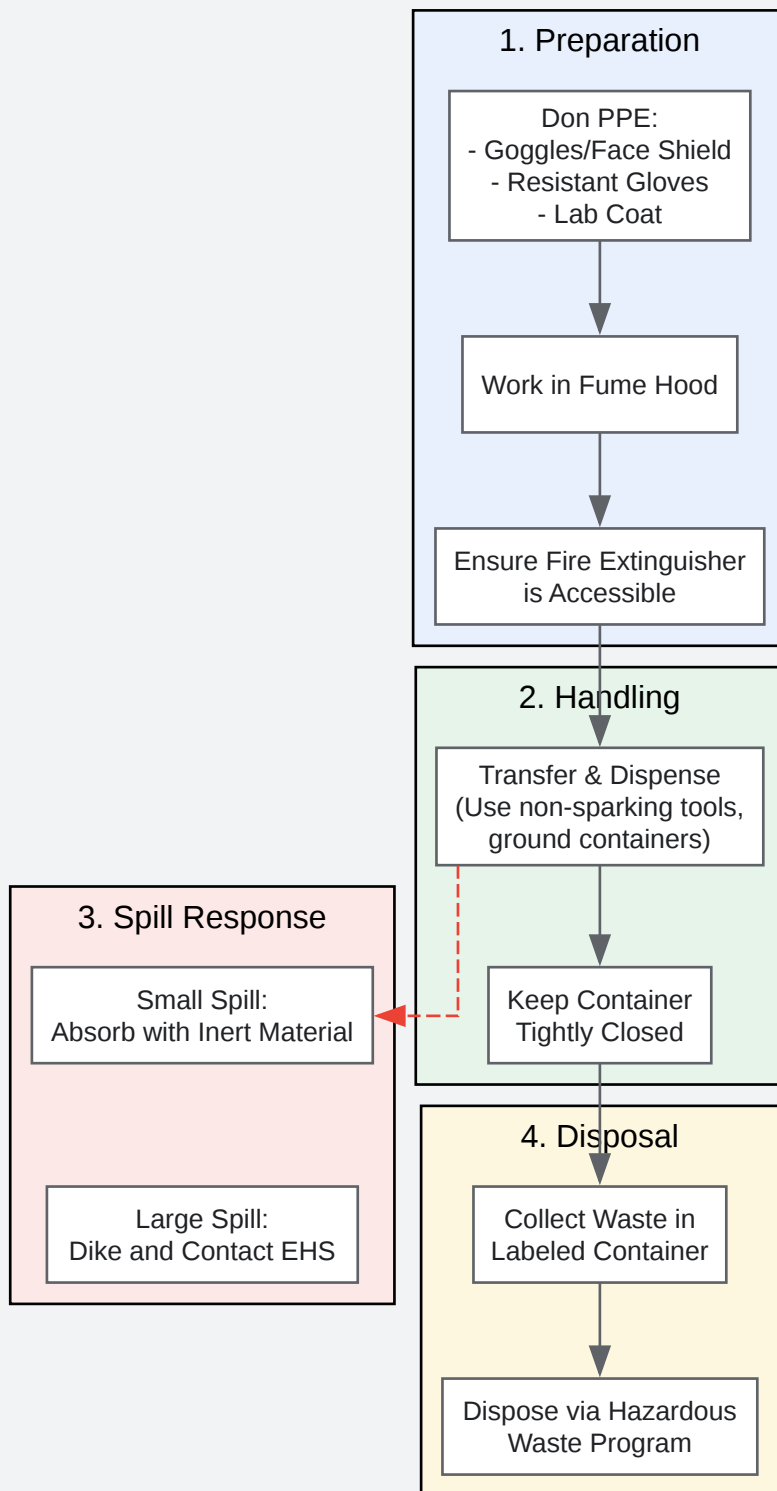 1. Preparation
Don PPE:
- Goggles/Face Shield
- Resistant Gloves
- Lab Coat
Work in Fume Hood
Ensure Fire Extinguisher
is Accessible
2. Handling
Transfer & Dispense
(Use non-sparking tools,
ground containers)
Keep Container
Tightly Closed
3. Spill Response
Small Spill:
Absorb with Inert Material
Large Spill:
Dike and Contact EHS
4. Disposal
Collect Waste in
Labeled Container
Dispose via Hazardous
Waste Program